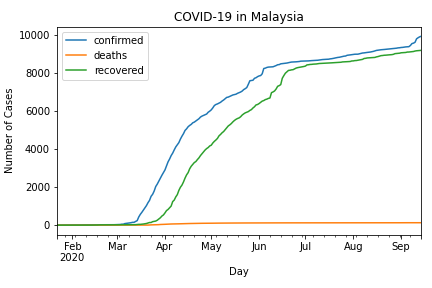 COVID-19 in Malaysia
10000
8000
6000
4000
2000
0
Number of Cases
confirmed
deaths
recovered
Feb
2020
Mar
Apr
May
Jun
Jul
Aug
Sep
Day